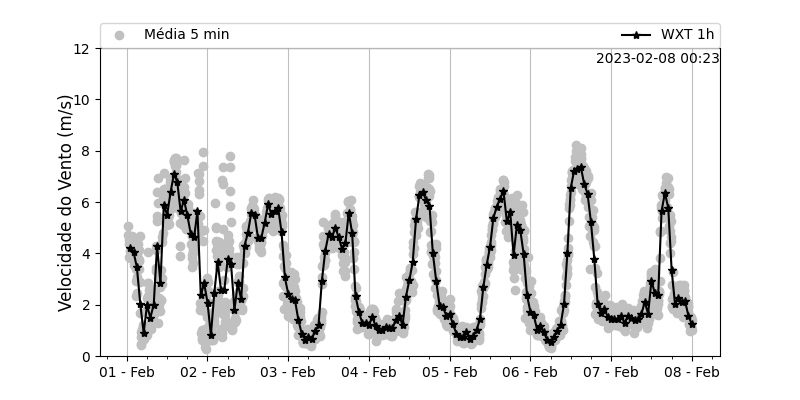 Média 5 min
WXT 1h
2023-02-08 00:23
Velocidade do Vento (m/s)
12
10
8
6
4
2
0
01 - Feb
02 - Feb
03 - Feb
04 - Feb
05 - Feb
06 - Feb
07 - Feb
08 - Feb